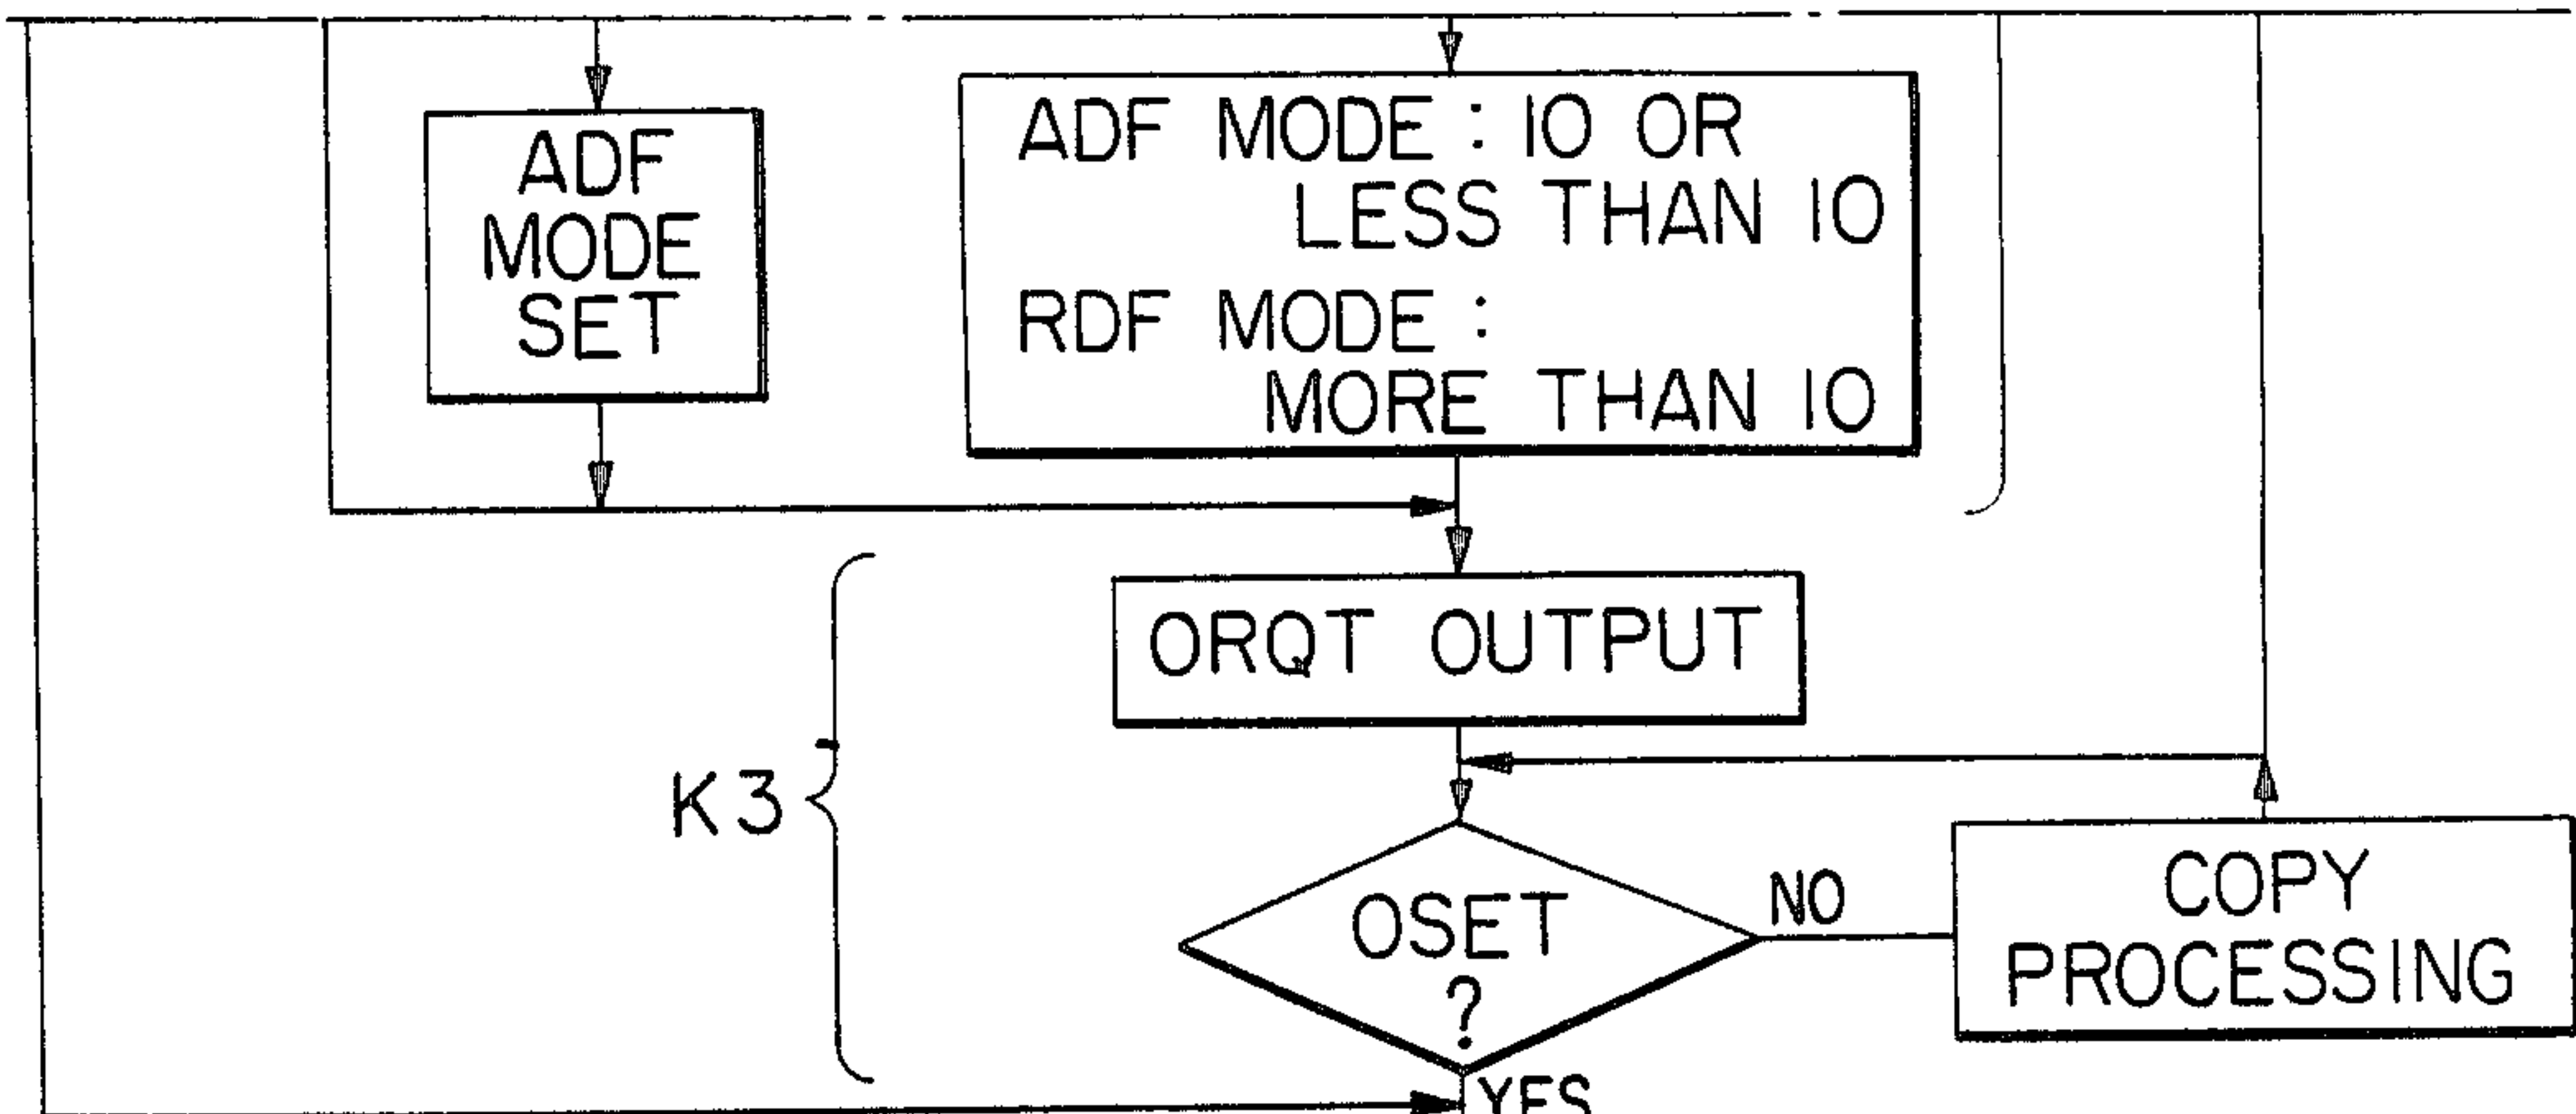 ADF
MODE
SET
ADF MODE : 10 OR
LESS THAN 10
RDF MODE :
MORE THAN 10
ORQT OUTPUT
K3
OSET
?
NO
COPY
PROCESSING
YES